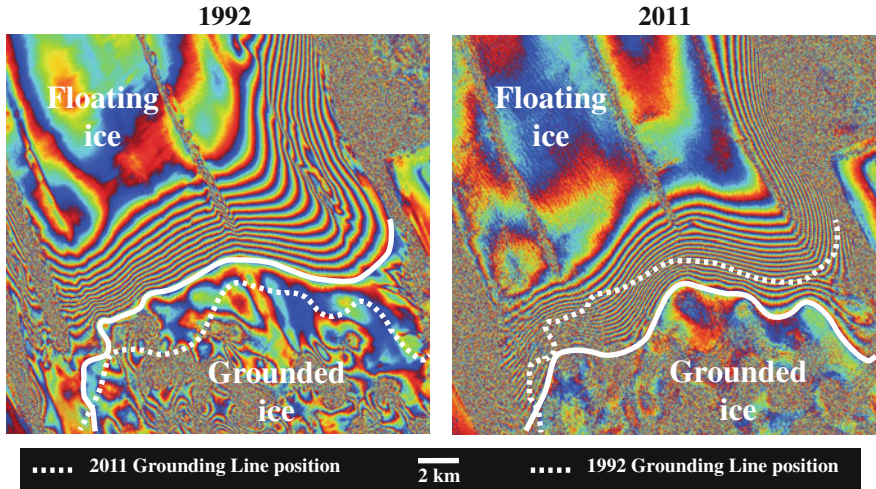 1992
2011
Floating
ice
Floating
ice
Grounded
ice
Grounded
ice
2011 Grounding Line position
2 km
1992 Grounding Line position